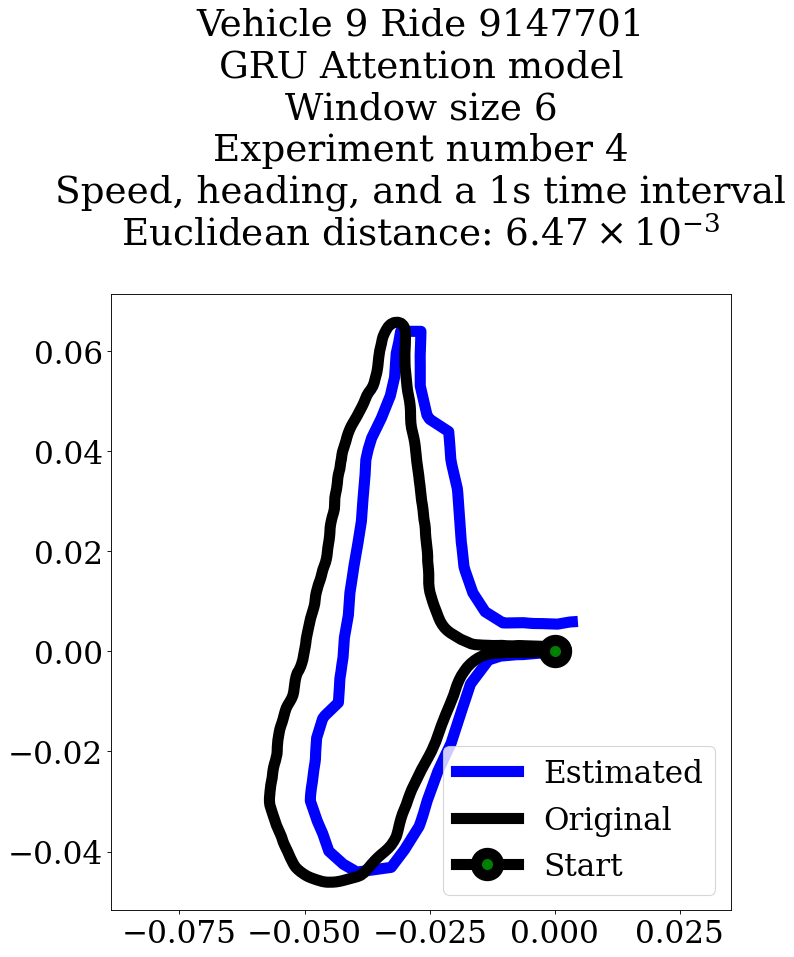 Vehicle 9 Ride 9147701
GRU Attention model
Window size 6
Experiment number 4
Speed, heading, and a 1s time interval
Euclidean distance: 6.47 × 10⁻³
0.06
0.04
0.02
0.00
−0.02
−0.04
Estimated
Original
Start
−0.075 −0.050 −0.025 0.000 0.025